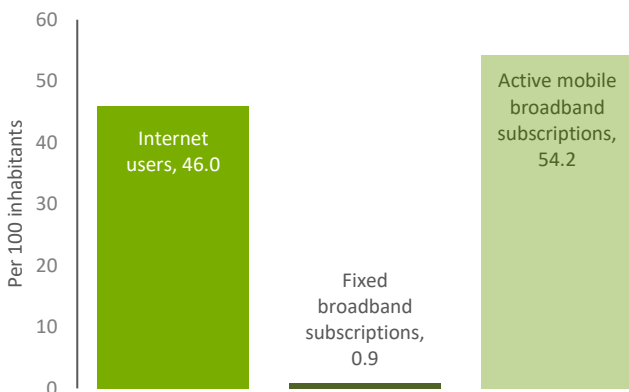 60
50
40
30
20
10
0
Per 100 inhabitants
Internet
users, 46.0
Fixed
broadband
subscriptions,
0.9
Active mobile
broadband
subscriptions,
54.2